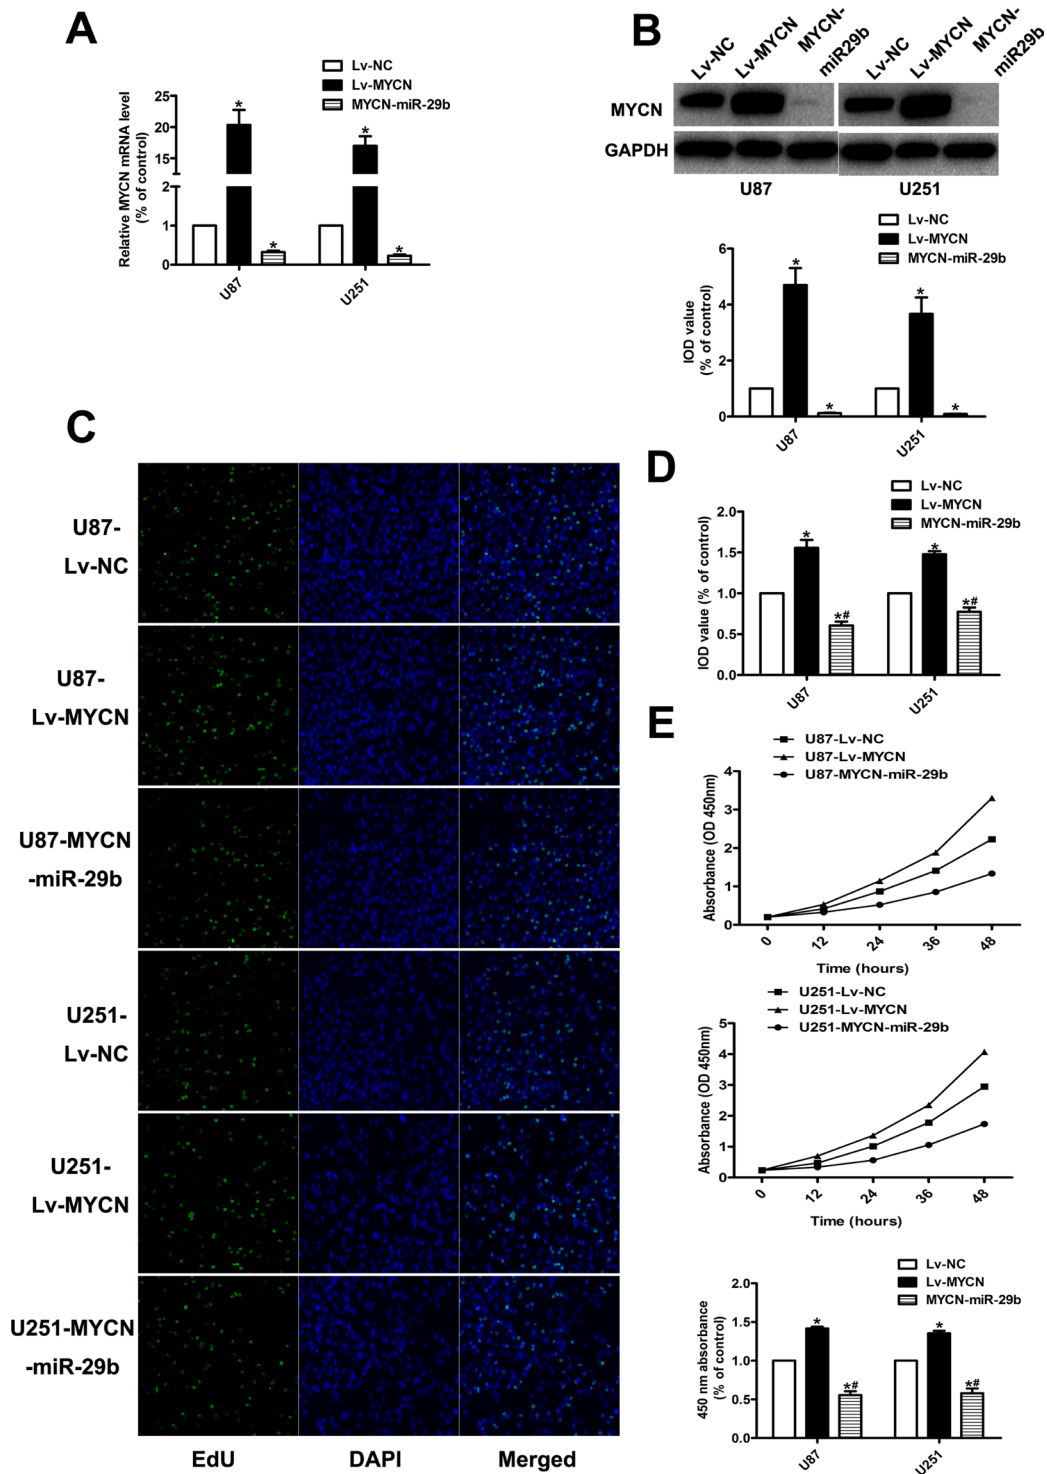 A
Lv-NC
Lv-MYCN
MYCN-miR-29b
Relative MYCN mRNA level
(% of control)
25
20
15
2
1
0
U87
U251
B
Lv-NC
Lv-MYCN
MYCN-
miR29b
Lv-NC
Lv-MYCN
MYCN-
miR29b
MYCN
GAPDH
U87
U251
Lv-NC
Lv-MYCN
MYCN-miR-29b
IOD value
(% of control)
6
4
2
0
*
*
*
*
U87
U251
C
U87-
Lv-NC
U87-
Lv-MYCN
U87-MYCN
-miR-29b
U251-
Lv-NC
U251-
Lv-MYCN
U251-MYCN
-miR-29b
EdU
DAPI
Merged
D
Lv-NC
Lv-MYCN
MYCN-miR-29b
IOD value (% of control)
2.0
1.5
1.0
0.5
0.0
*
*#
*
*#
U87
U251
E
U87-Lv-NC
U87-Lv-MYCN
U87-MYCN-miR-29b
Absorbance (OD 450nm)
4
3
2
1
0
0
12
24
36
48
Time (hours)
U251-Lv-NC
U251-Lv-MYCN
U251-MYCN-miR-29b
Absorbance (OD 450nm)
5
4
3
2
1
0
0
12
24
36
48
Time (hours)
Lv-NC
Lv-MYCN
MYCN-miR-29b
450 nm absorbance
(% of control)
2.0
1.5
1.0
0.5
0.0
*
*#
*
*#
U87
U251